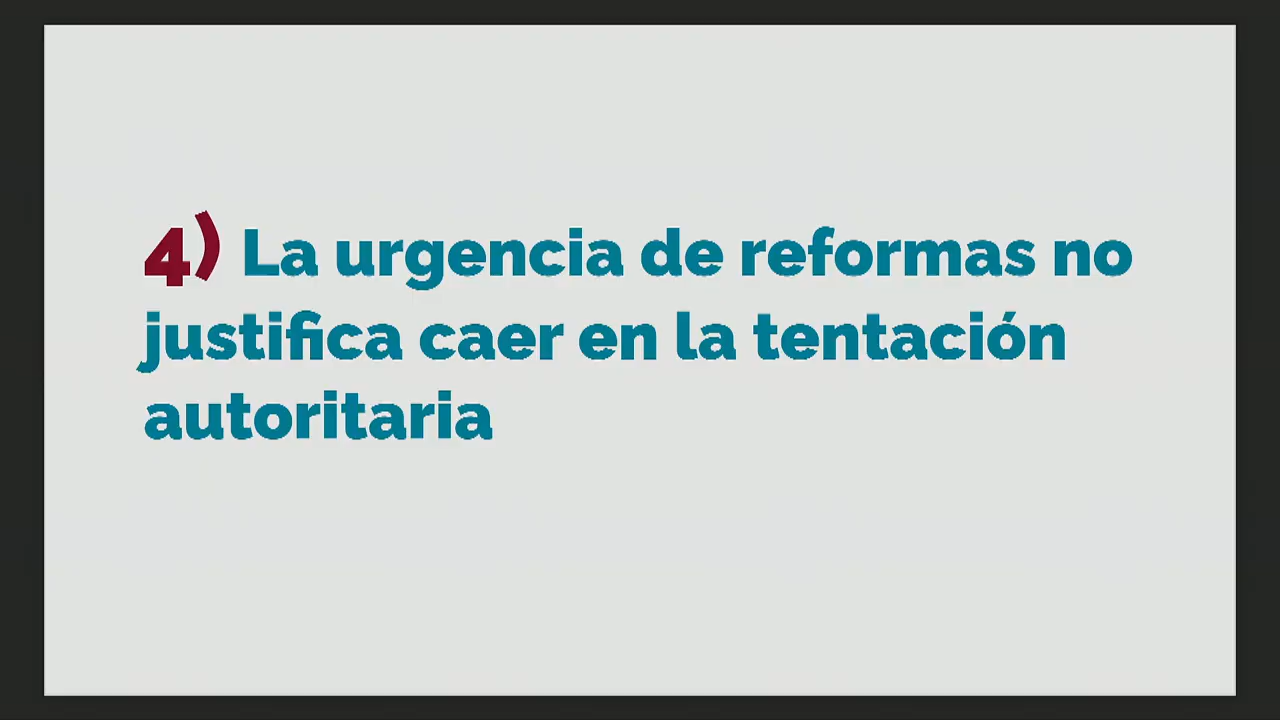 4) La urgencia de reformas no
justifica caer en la tentación
autoritaria